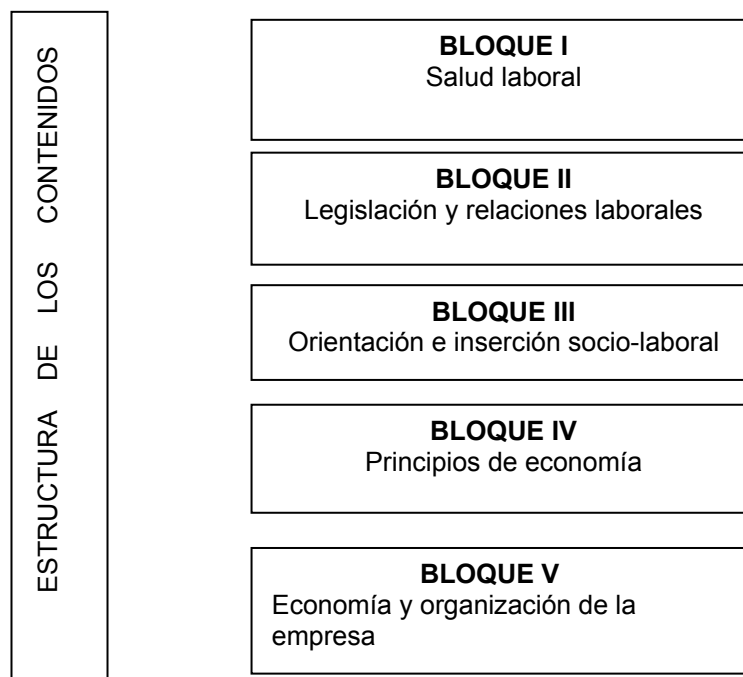 ESTRUCTURA DE LOS CONTENIDOS
BLOQUE I
Salud laboral
BLOQUE II
Legislación y relaciones laborales
BLOQUE III
Orientación e inserción socio-laboral
BLOQUE IV
Principios de economía
BLOQUE V
Economía y organización de la
empresa